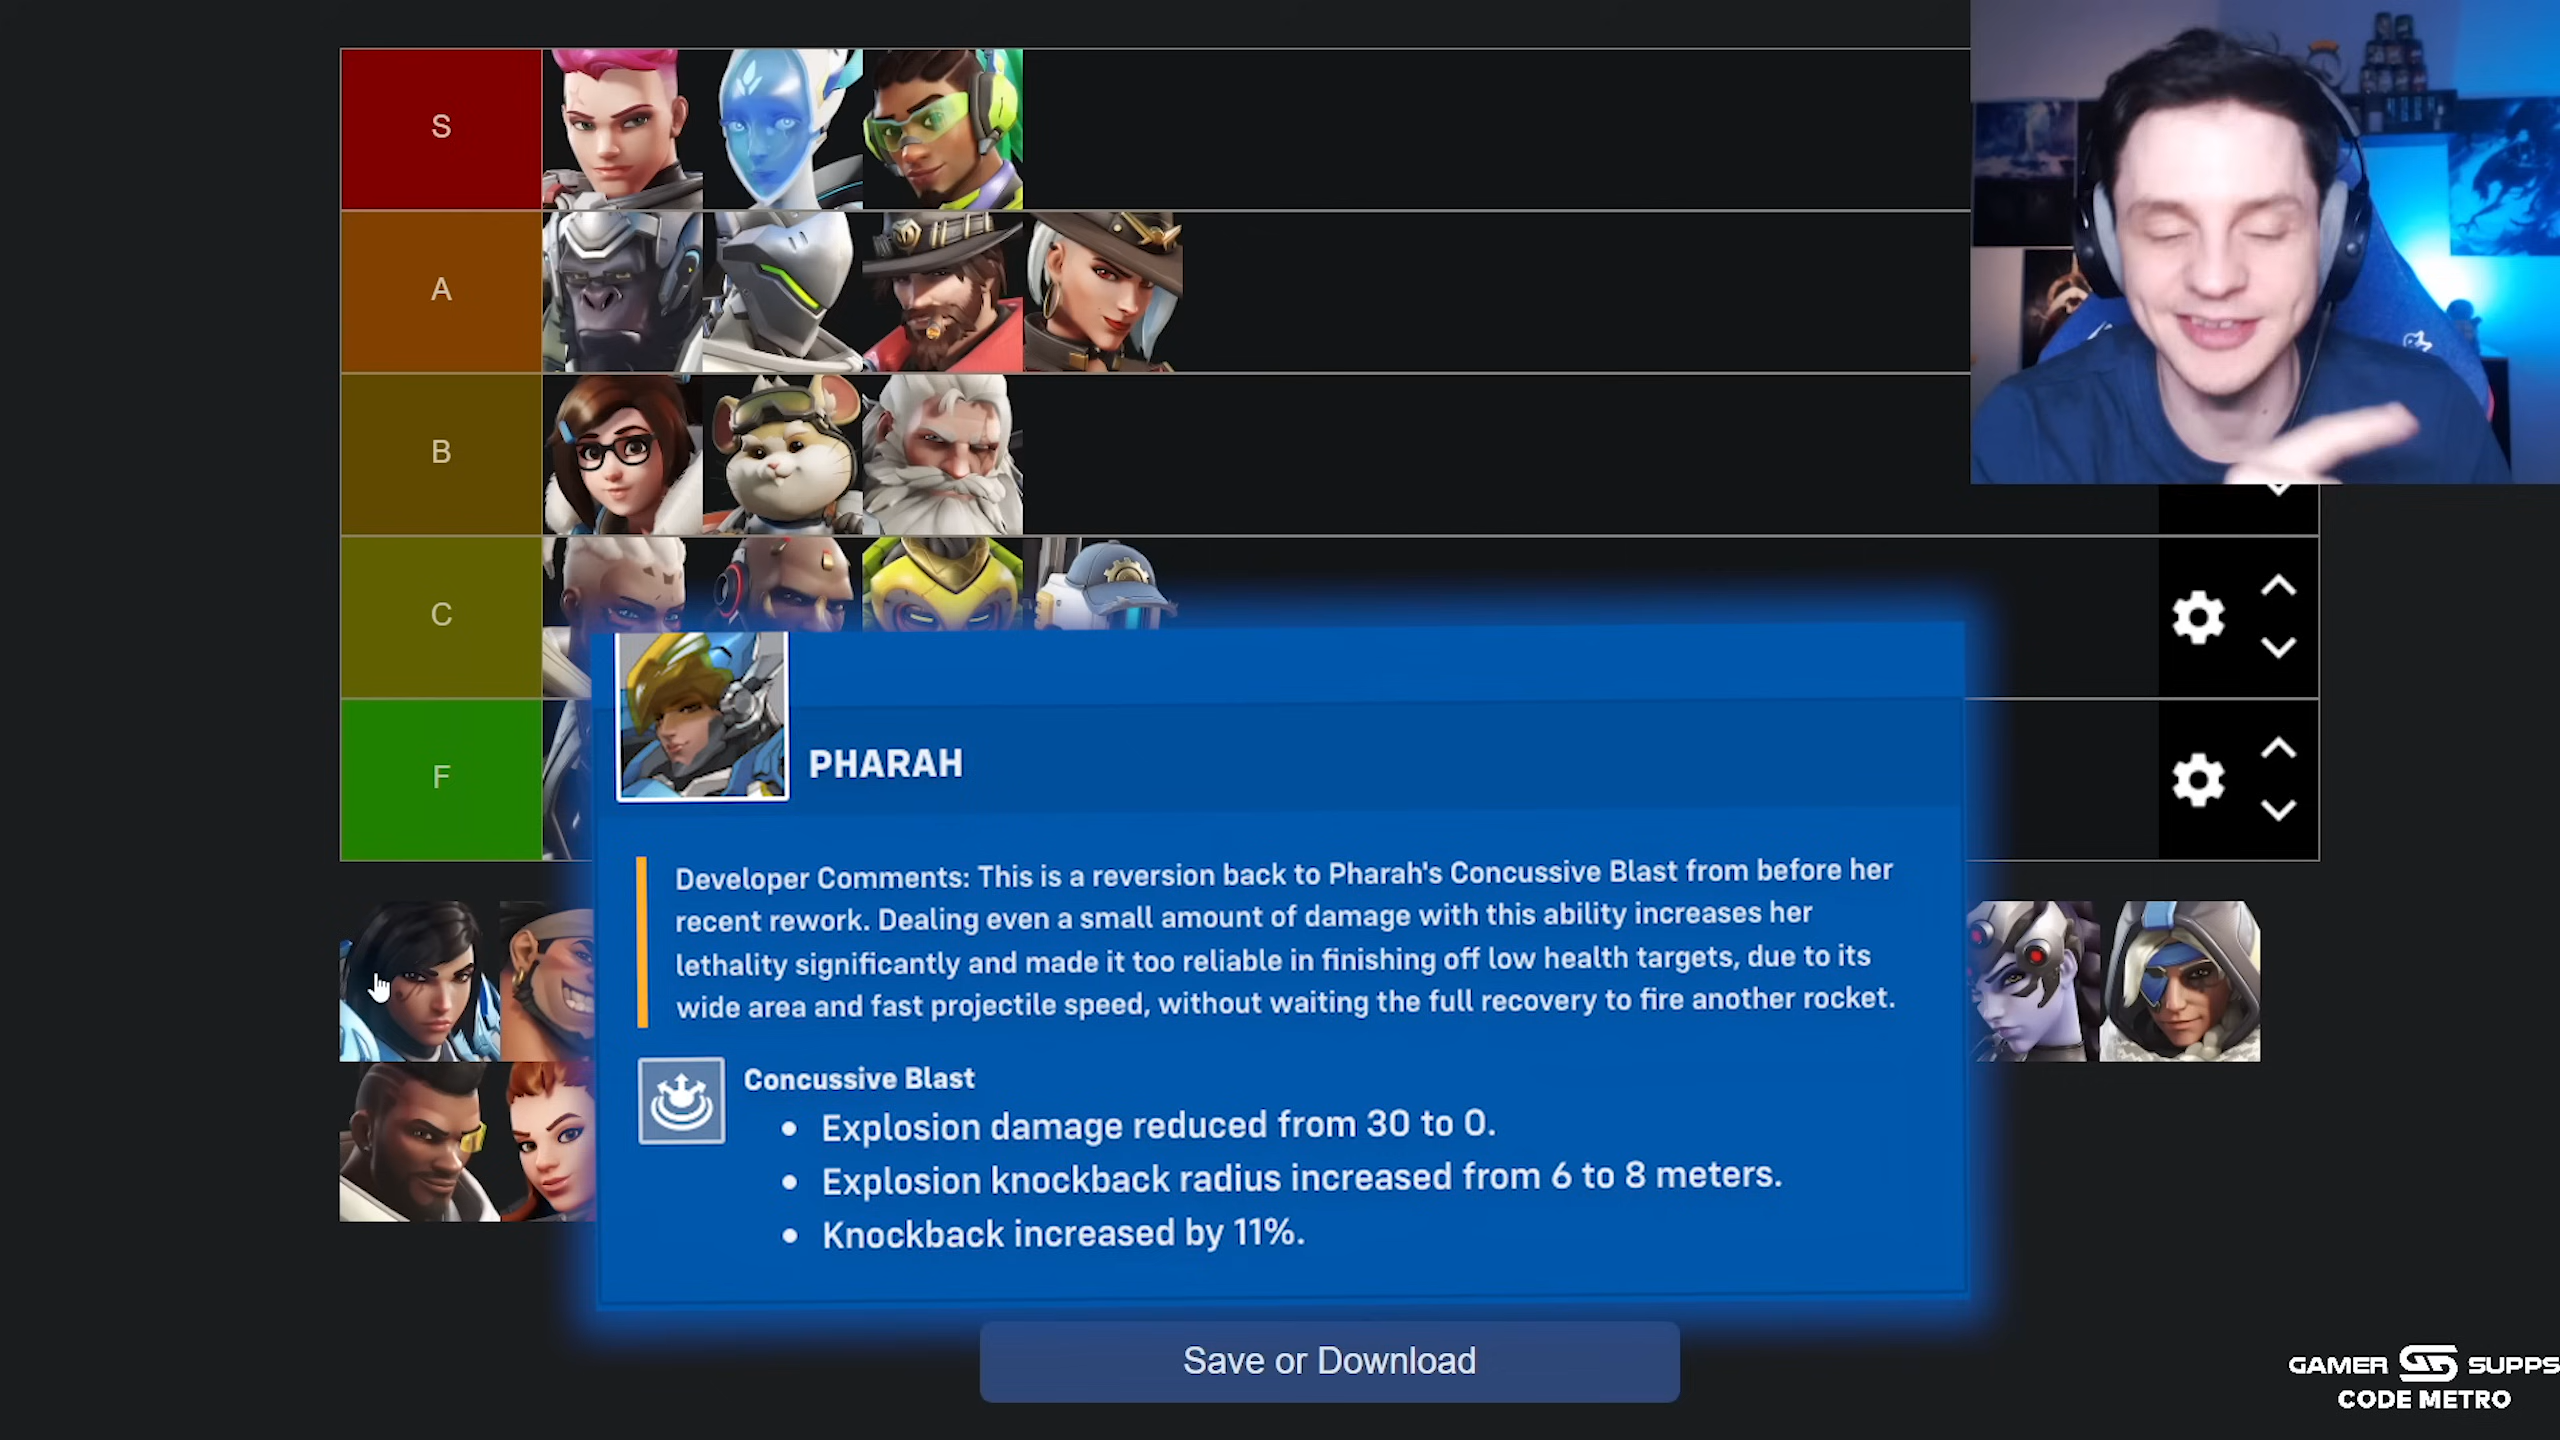 S
A
B
C
F
PHARAH
Developer Comments: This is a reversion back to Pharah's Concussive Blast from before her
recent rework. Dealing even a small amount of damage with this ability increases her
lethality significantly and made it too reliable in finishing off low health targets, due to its
wide area and fast projectile speed, without waiting the full recovery to fire another rocket.
Concussive Blast
• Explosion damage reduced from 30 to 0.
• Explosion knockback radius increased from 6 to 8 meters.
• Knockback increased by 11%.
Save or Download
GAMER GS SUPPS
CODE METRO